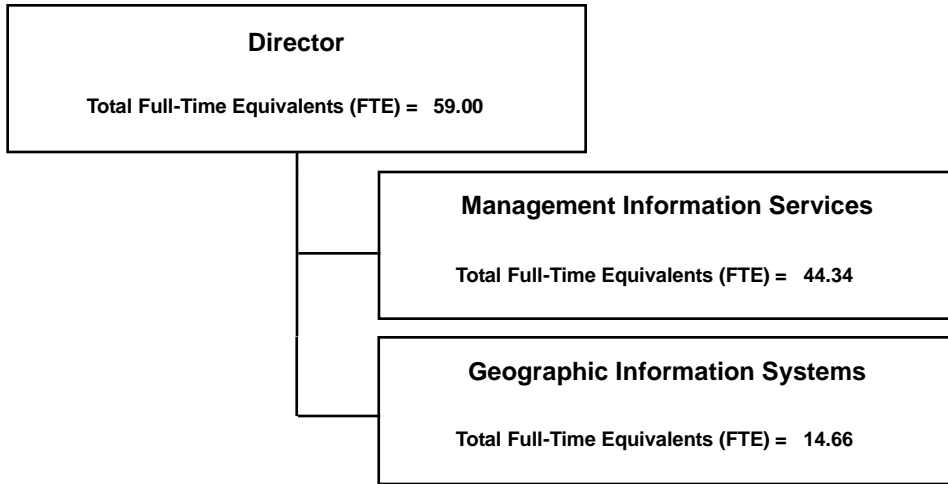 Director
Total Full-Time Equivalents (FTE) = 59.00
Management Information Services
Total Full-Time Equivalents (FTE) = 44.34
Geographic Information Systems
Total Full-Time Equivalents (FTE) = 14.66